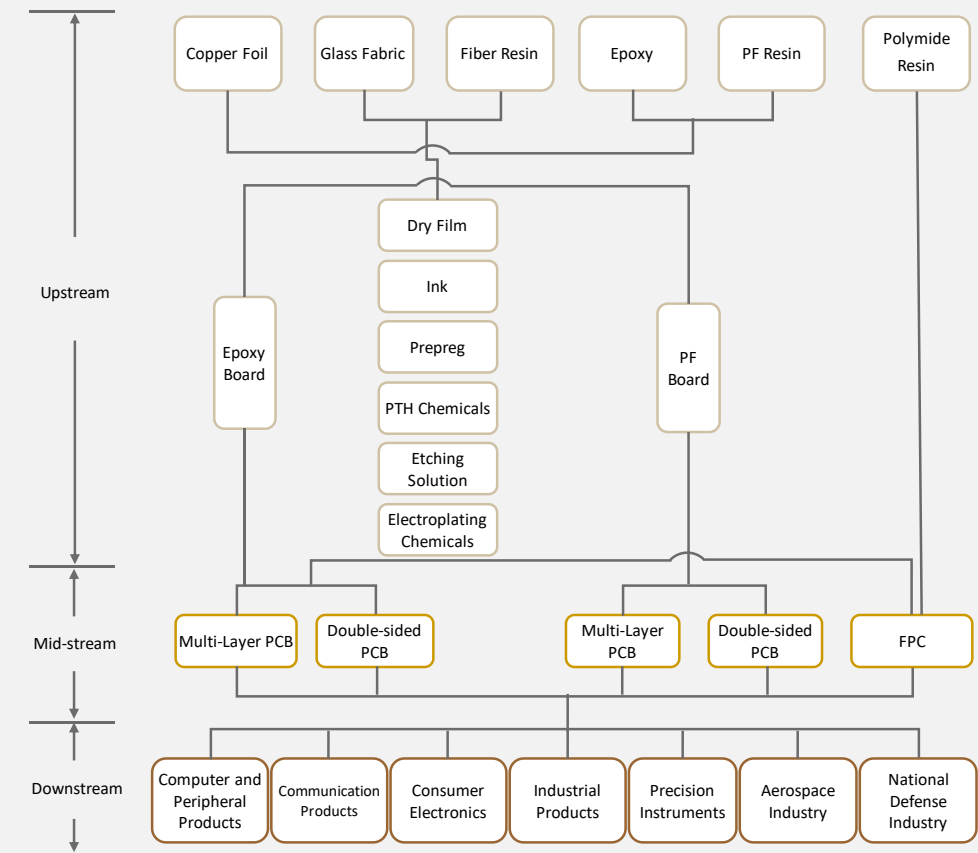 Copper Foil
Glass Fabric
Fiber Resin
Epoxy
PF Resin
Polymide
Resin
Dry Film
Upstream
Ink
Epoxy
Board
Prepreg
PF
Board
PTH Chemicals
Etching
Solution
Electroplating
Chemicals
Mid-stream
Multi-Layer PCB
Double-sided
PCB
Multi-Layer
PCB
Double-sided
PCB
FPC
Downstream
Computer and
Peripheral
Products
Communication
Products
Consumer
Electronics
Industrial
Products
Precision
Instruments
Aerospace
Industry
National
Defense
Industry